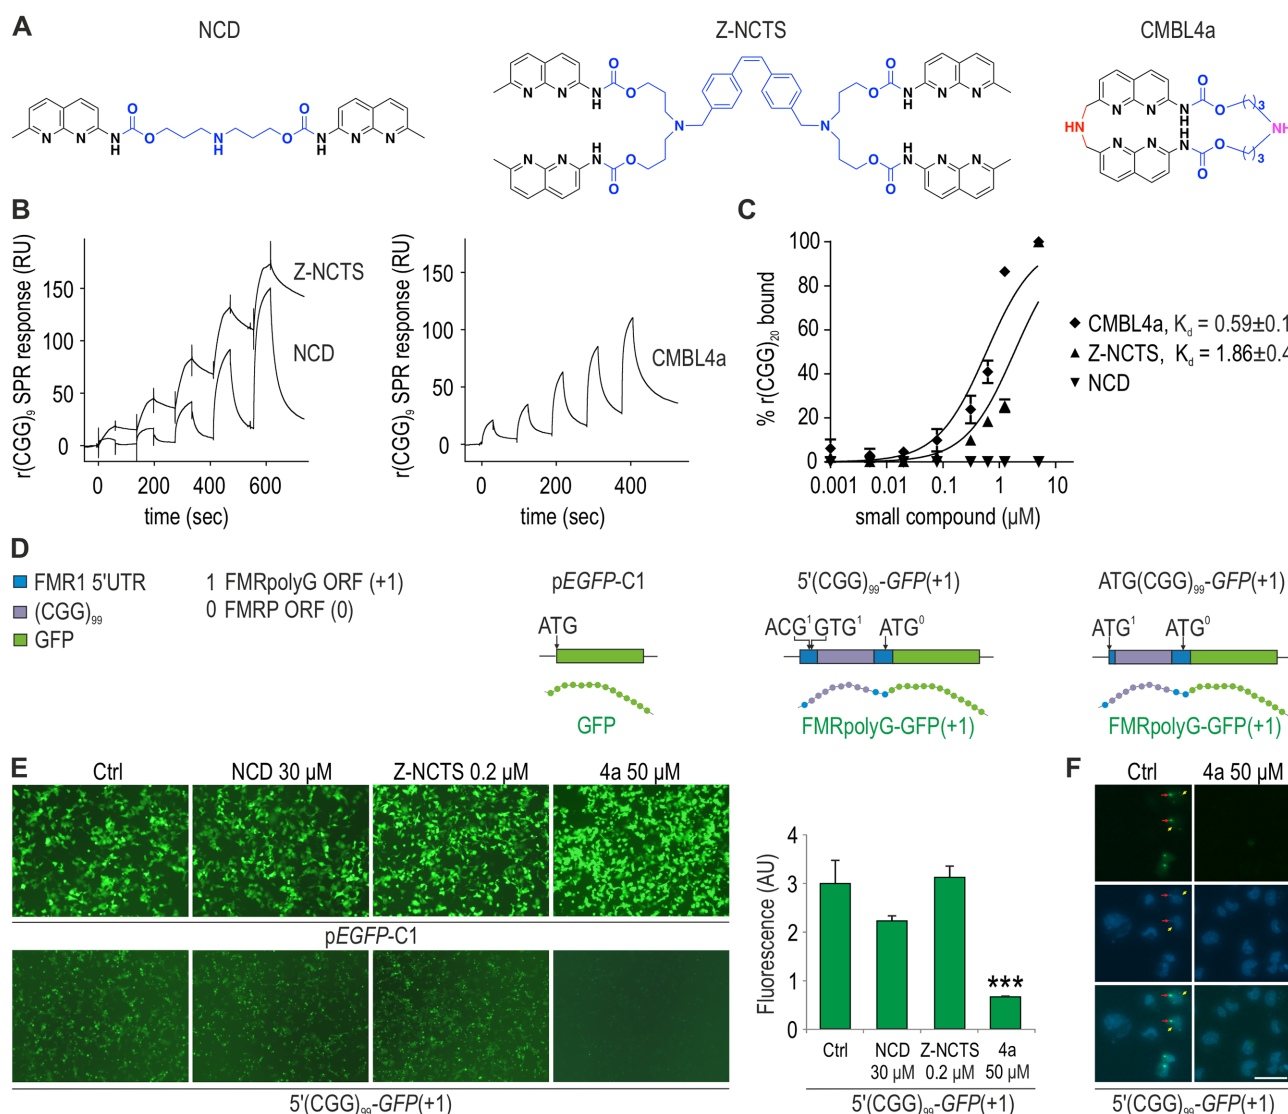 A
NCD
Z-NCTS
CMBL4a
N N N H O O N H O O N H N N
N N N H O O N O O N H N N
N N N H O O N O O N H N N
HN N N N H O O 3 NH
N N N H O O 3
B
r(CGG)9 SPR response (RU)
150
100
50
0
Z-NCTS
NCD
0 200 400 600
time (sec)
r(CGG)9 SPR response (RU)
150
100
50
0
CMBL4a
0 200 400
time (sec)
C
% r(CGG)20 bound
100
80
60
40
20
0
0.001 0.01 0.1 1 10
small compound (µM)
CMBL4a, Kd = 0.59±0.1
Z-NCTS, Kd = 1.86±0.4
NCD
D
FMR1 5'UTR
(CGG)99
GFP
1 FMRpolyG ORF (+1)
0 FMRP ORF (0)
pEGFP-C1
ATG
GFP
5'(CGG)99-GFP(+1)
ACG1 GTG1 ATG0
FMRpolyG-GFP(+1)
ATG(CGG)99-GFP(+1)
ATG1 ATG0
FMRpolyG-GFP(+1)
E
Ctrl NCD 30 µM Z-NCTS 0.2 µM 4a 50 µM
pEGFP-C1
5'(CGG)99-GFP(+1)
Fluorescence (AU)
4
3
2
1
0
***
Ctrl NCD Z-NCTS 4a
30 µM 0.2 µM 50 µM
5'(CGG)99-GFP(+1)
F
Ctrl 4a 50 µM
5'(CGG)99-GFP(+1)